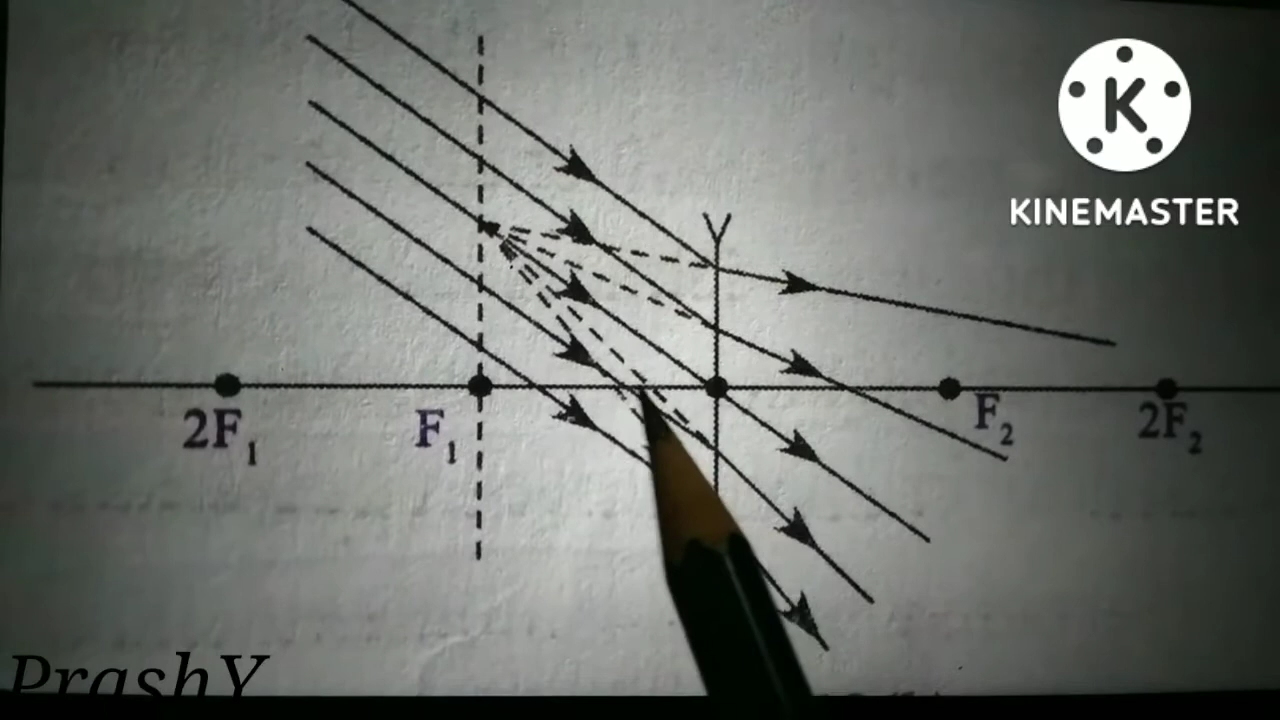 K
KINEMASTER
2F₁
F₁
F₂
2F₂
PrashY